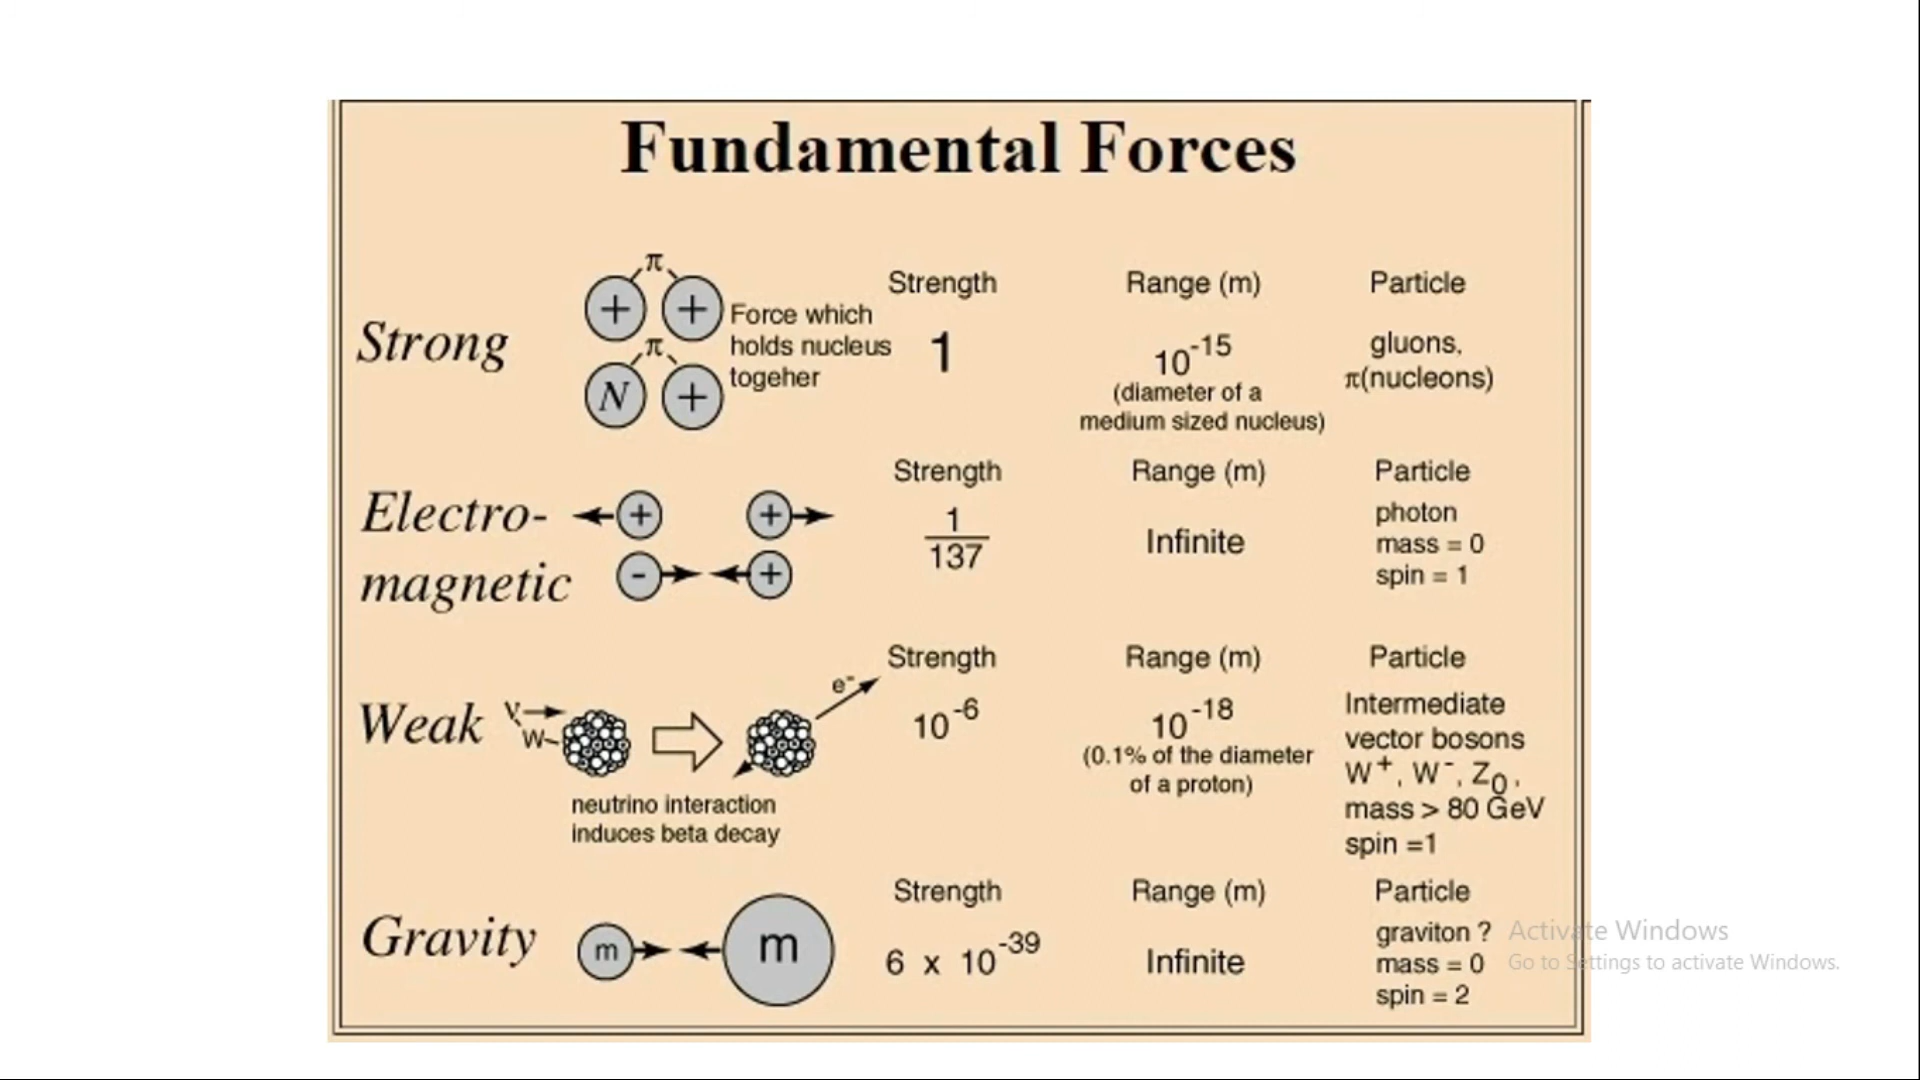 Fundamental Forces
Strong
π
+ +
π
N +
Force which
holds nucleus
togeher
Strength
1
Range (m)
10⁻¹⁵
(diameter of a
medium sized nucleus)
Particle
gluons,
π(nucleons)
Electro-
magnetic
+ +
- +
Strength
1
137
Range (m)
Infinite
Particle
photon
mass = 0
spin = 1
Weak
ν
W
e⁻
neutrino interaction
induces beta decay
Strength
10⁻⁶
Range (m)
10⁻¹⁸
(0.1% of the diameter
of a proton)
Particle
Intermediate
vector bosons
W⁺, W⁻, Z₀,
mass > 80 GeV
spin =1
Gravity
m m
Strength
6 x 10⁻³⁹
Range (m)
Infinite
Particle
graviton ?
mass = 0
spin = 2
Activate Windows
Go to Settings to activate Windows.